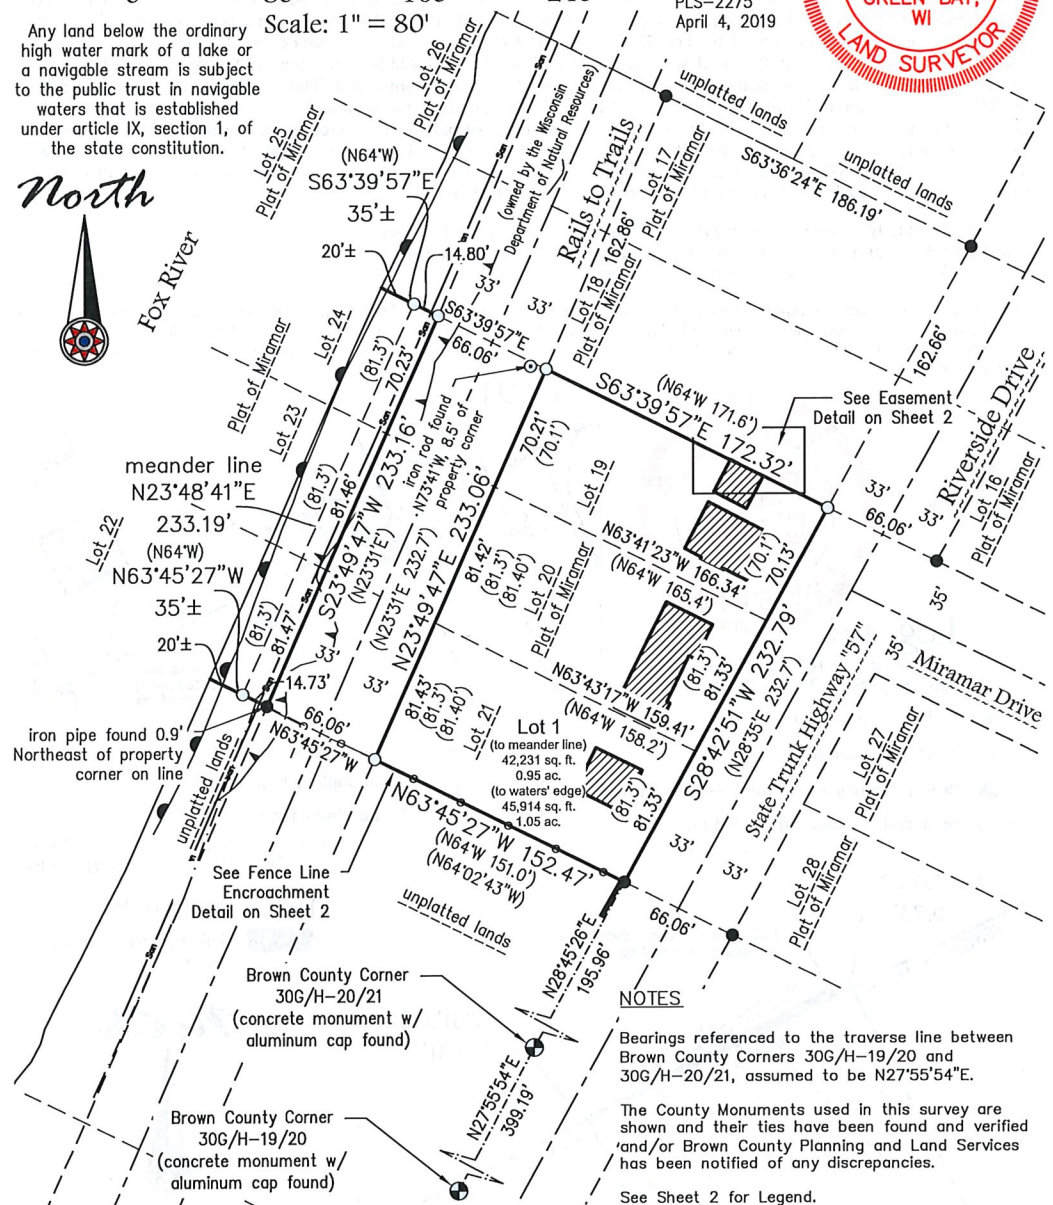 Scale: 1" = 80'
PLS-2275
April 4, 2019
GREEN BAY,
WI
LAND SURVEYOR
Any land below the ordinary
high water mark of a lake or
a navigable stream is subject
to the public trust in navigable
waters that is established
under article IX, section 1, of
the state constitution.
North
Fox River
Lot 26
Plat of Miramar
Lot 25
Plat of Miramar
(N64°W)
S63°39'57"E
35'±
20'±
14.80'
San
(owned by the Wisconsin
Department of Natural Resources)
Rails to Trails
unplatted lands
Lot 17
Plat of Miramar
S63°36'24"E 186.19'
unplatted lands
162.86'
Lot 18
Plat of Miramar
33'
33'
S63°39'57"E
66.06'
162.66'
Riverside Drive
Lot 24
Plat of Miramar
Lot 23
(81.3')
70.23'
San
iron rod found
N73°41'W, 8.5' of
property corner
(N64°W 171.6')
S63°39'57"E 172.32'
See Easement
Detail on Sheet 2
70.21'
(70.1')
Lot 19
33'
33'
66.06'
Lot 16
Plat of Miramar
meander line
N23°48'41"E
233.19'
(81.3')
81.46'
San
S23°49'47"W 233.16'
(N23°31'E)
(N23°31'E 232.7')
N23°49'47"E 233.06'
Lot 22
(N64°W)
N63°45'27"W
35'±
20'±
(81.3')
81.47'
San
33'
33'
14.73'
N63°41'23"W 166.34'
(N64°W 165.4')
(70.1')
70.13'
81.42'
(81.3')
(81.40')
Lot 20
Plat of Miramar
35'
35'
Miramar Drive
(81.3')
81.33'
S28°42'51"W 232.79'
(N28°35'E 232.7')
State Trunk Highway "57"
N63°43'17"W 159.41'
(N64°W 158.2')
81.43'
(81.3')
(81.40')
Lot 21
Lot 1
(to meander line)
42,231 sq. ft.
0.95 ac.
(to waters' edge)
45,914 sq. ft.
1.05 ac.
(81.3')
81.33'
Lot 27
Plat of Miramar
iron pipe found 0.9'
Northeast of property
corner on line
66.06'
N63°45'27"W
unplatted lands
N63°45'27"W 152.47'
(N64°W 151.0')
(N64°02'43"W)
33'
33'
Lot 28
Plat of Miramar
See Fence Line
Encroachment
Detail on Sheet 2
unplatted lands
66.06'
San
N28°45'26"E
195.96'
Brown County Corner
30G/H-20/21
(concrete monument w/
aluminum cap found)
N27°55'54"E
399.19'
Brown County Corner
30G/H-19/20
(concrete monument w/
aluminum cap found)
NOTES
Bearings referenced to the traverse line between
Brown County Corners 30G/H-19/20 and
30G/H-20/21, assumed to be N27°55'54"E.
The County Monuments used in this survey are
shown and their ties have been found and verified
and/or Brown County Planning and Land Services
has been notified of any discrepancies.
See Sheet 2 for Legend.